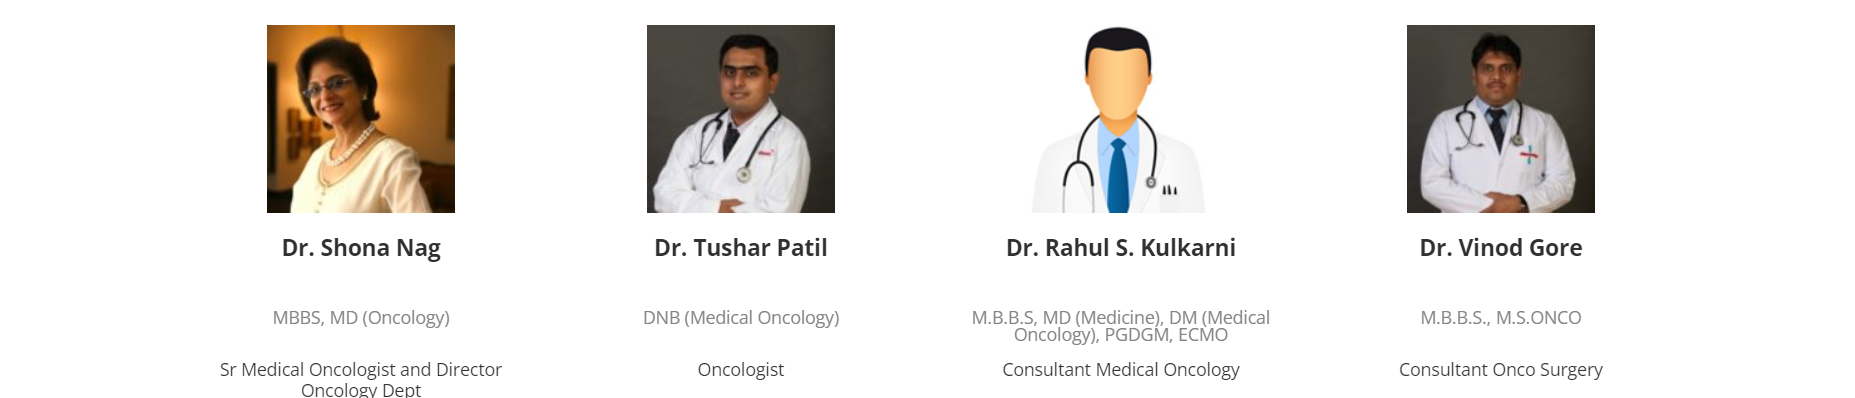 Dr. Shona Nag
Dr. Tushar Patil
Dr. Rahul S. Kulkarni
Dr. Vinod Gore
MBBS, MD (Oncology)
DNB (Medical Oncology)
M.B.B.S, MD (Medicine), DM (Medical
Oncology), PGDGM, ECMO
M.B.B.S., M.S.ONCO
Sr Medical Oncologist and Director
Oncology Dept
Oncologist
Consultant Medical Oncology
Consultant Onco Surgery